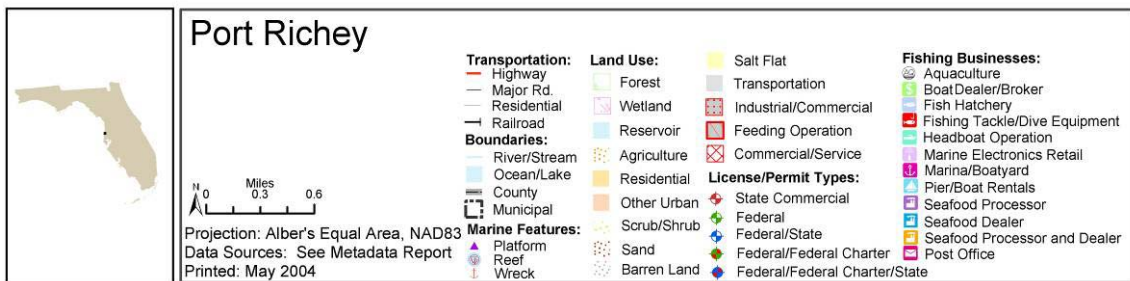 Port Richey
N
Miles
0 0.3 0.6
Projection: Alber's Equal Area, NAD83
Data Sources: See Metadata Report
Printed: May 2004
Transportation:
Highway
Major Rd.
Residential
Railroad
Boundaries:
River/Stream
Ocean/Lake
County
Municipal
Marine Features:
Platform
Reef
Wreck
Land Use:
Forest
Wetland
Reservoir
Agriculture
Residential
Other Urban
Scrub/Shrub
Sand
Barren Land
Salt Flat
Transportation
Industrial/Commercial
Feeding Operation
Commercial/Service
License/Permit Types:
State Commercial
Federal
Federal/State
Federal/Federal Charter
Federal/Federal Charter/State
Fishing Businesses:
Aquaculture
BoatDealer/Broker
Fish Hatchery
Fishing Tackle/Dive Equipment
Headboat Operation
Marine Electronics Retail
Marina/Boatyard
Pier/Boat Rentals
Seafood Processor
Seafood Dealer
Seafood Processor and Dealer
Post Office